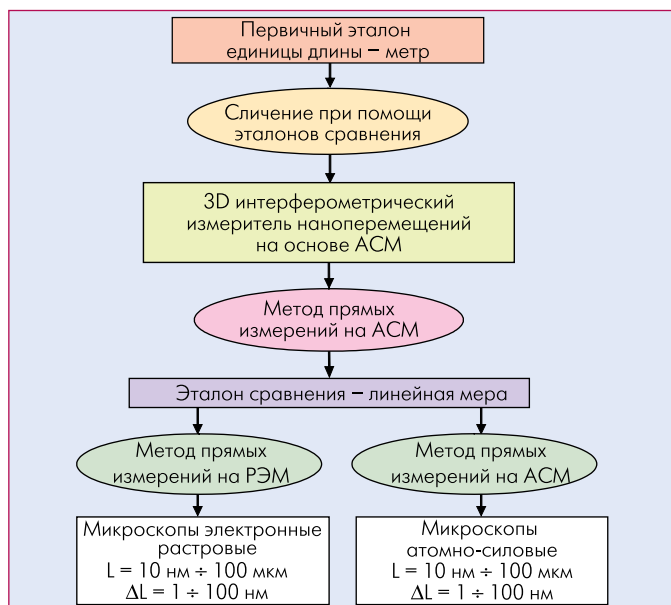 Первичный эталон
единицы длины – метр
Сличение при помощи
эталонов сравнения
3D интерферометрический
измеритель наноперемещений
на основе АСМ
Метод прямых
измерений на АСМ
Эталон сравнения – линейная мера
Метод прямых
измерений на РЭМ
Метод прямых
измерений на АСМ
Микроскопы электронные
растровые
L = 10 нм ÷ 100 мкм
ΔL = 1 ÷ 100 нм
Микроскопы
атомно-силовые
L = 10 нм ÷ 100 мкм
ΔL = 1 ÷ 100 нм